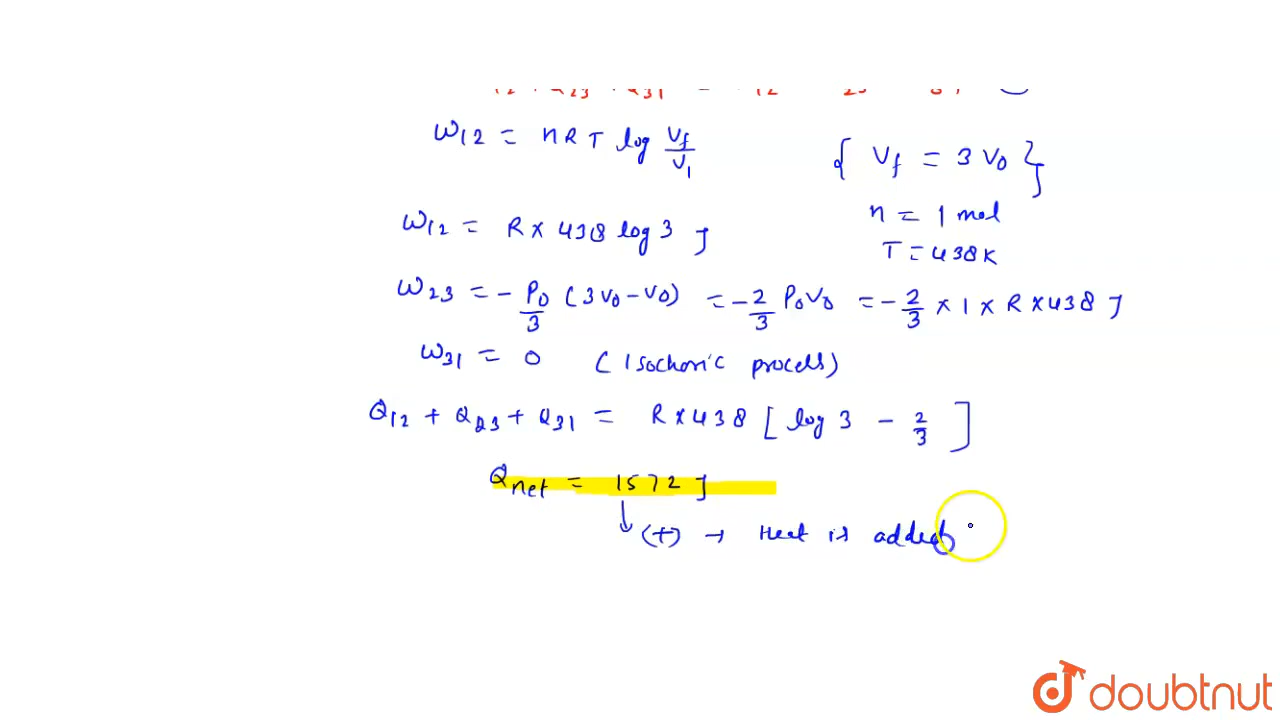 W12 = nRT log Vf/V1 { Vf = 3V0 }
n = 1 mol
W12 = R × 438 log 3 J
T = 438K
W23 = - P0/3 (3V0 - V0) = - 2/3 P0V0 = - 2/3 × 1 × R × 438 J
W31 = 0 (Isochoric process)
Q12 + Q23 + Q31 = R × 438 [ log 3 - 2/3 ]
Qnet = 1572 J
↓ (+) → Heat is added
doubtnut